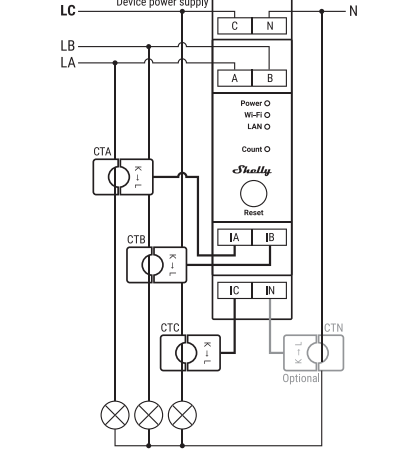 Device power supply
LC
N
C N
LB
LA
A B
Power
Wi-Fi
LAN
Count
Shelly
Reset
CTA
K → L
IA IB
CTB
K → L
IC IN
CTC
K → L
CTN
K → L
Optional